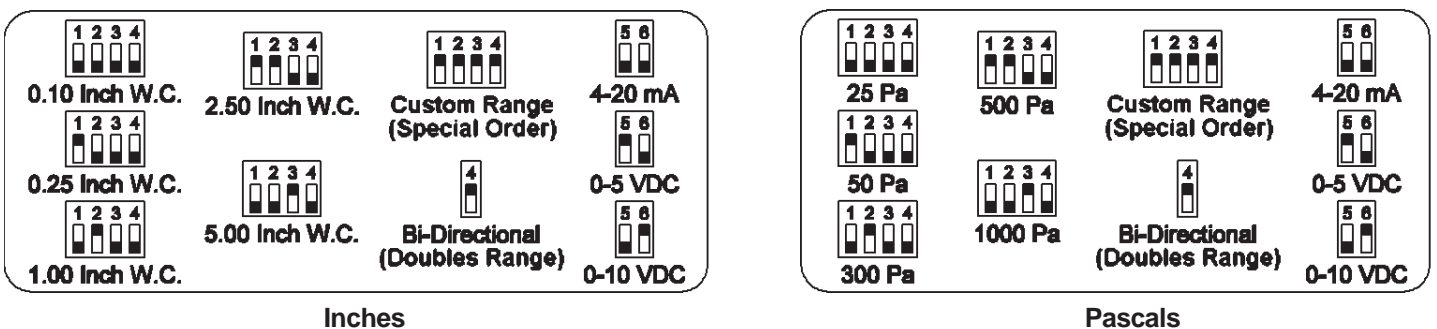 1 2 3 4
0.10 Inch W.C.
1 2 3 4
0.25 Inch W.C.
1 2 3 4
1.00 Inch W.C.
1 2 3 4
2.50 Inch W.C.
1 2 3 4
5.00 Inch W.C.
1 2 3 4
Custom Range
(Special Order)
4
Bi-Directional
(Doubles Range)
5 6
4-20 mA
5 6
0-5 VDC
5 6
0-10 VDC
Inches
1 2 3 4
25 Pa
1 2 3 4
50 Pa
1 2 3 4
300 Pa
1 2 3 4
500 Pa
1 2 3 4
1000 Pa
1 2 3 4
Custom Range
(Special Order)
4
Bi-Directional
(Doubles Range)
5 6
4-20 mA
5 6
0-5 VDC
5 6
0-10 VDC
Pascals